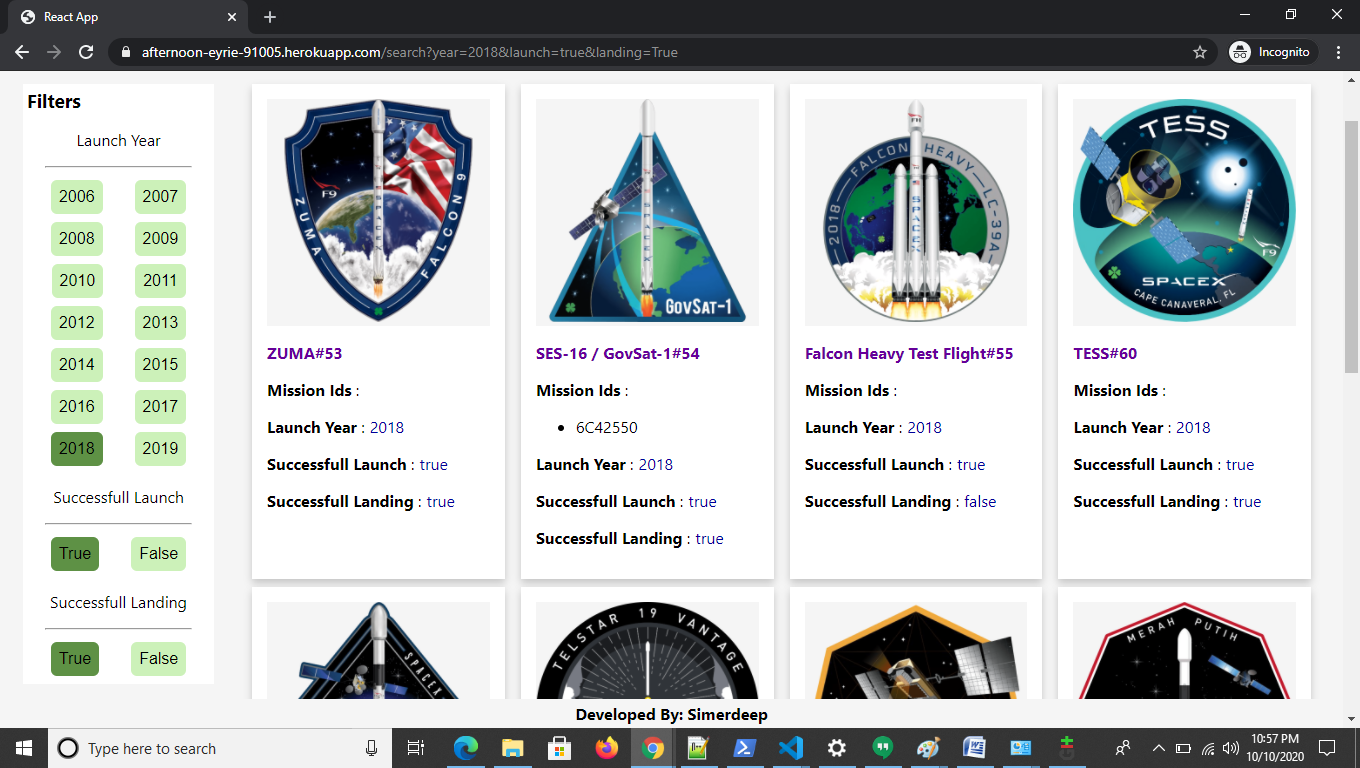 React App
afternoon-eyrie-91005.herokuapp.com/search?year=2018&launch=true&landing=True
Incognito
Filters
Launch Year
2006 2007
2008 2009
2010 2011
2012 2013
2014 2015
2016 2017
2018 2019
Successfull Launch
True False
Successfull Landing
True False
ZUMA
F9
SPACEX
FALCON 9
ZUMA#53
Mission Ids :
Launch Year : 2018
Successfull Launch : true
Successfull Landing : true
SPACEX
GOVSAT-1
SES-16 / GovSat-1#54
Mission Ids :
• 6C42550
Launch Year : 2018
Successfull Launch : true
Successfull Landing : true
FH
2018—FALCON HEAVY—LC-39A
SPACEX
Falcon Heavy Test Flight#55
Mission Ids :
Launch Year : 2018
Successfull Launch : true
Successfull Landing : false
TESS
F9
SPACEX
CAPE CANAVERAL, FL
TESS#60
Mission Ids :
Launch Year : 2018
Successfull Launch : true
Successfull Landing : true
SPACEX
TELSTAR 19 VANTAGE
MERAH PUTIH
Developed By: Simerdeep
Type here to search
10:57 PM
10/10/2020